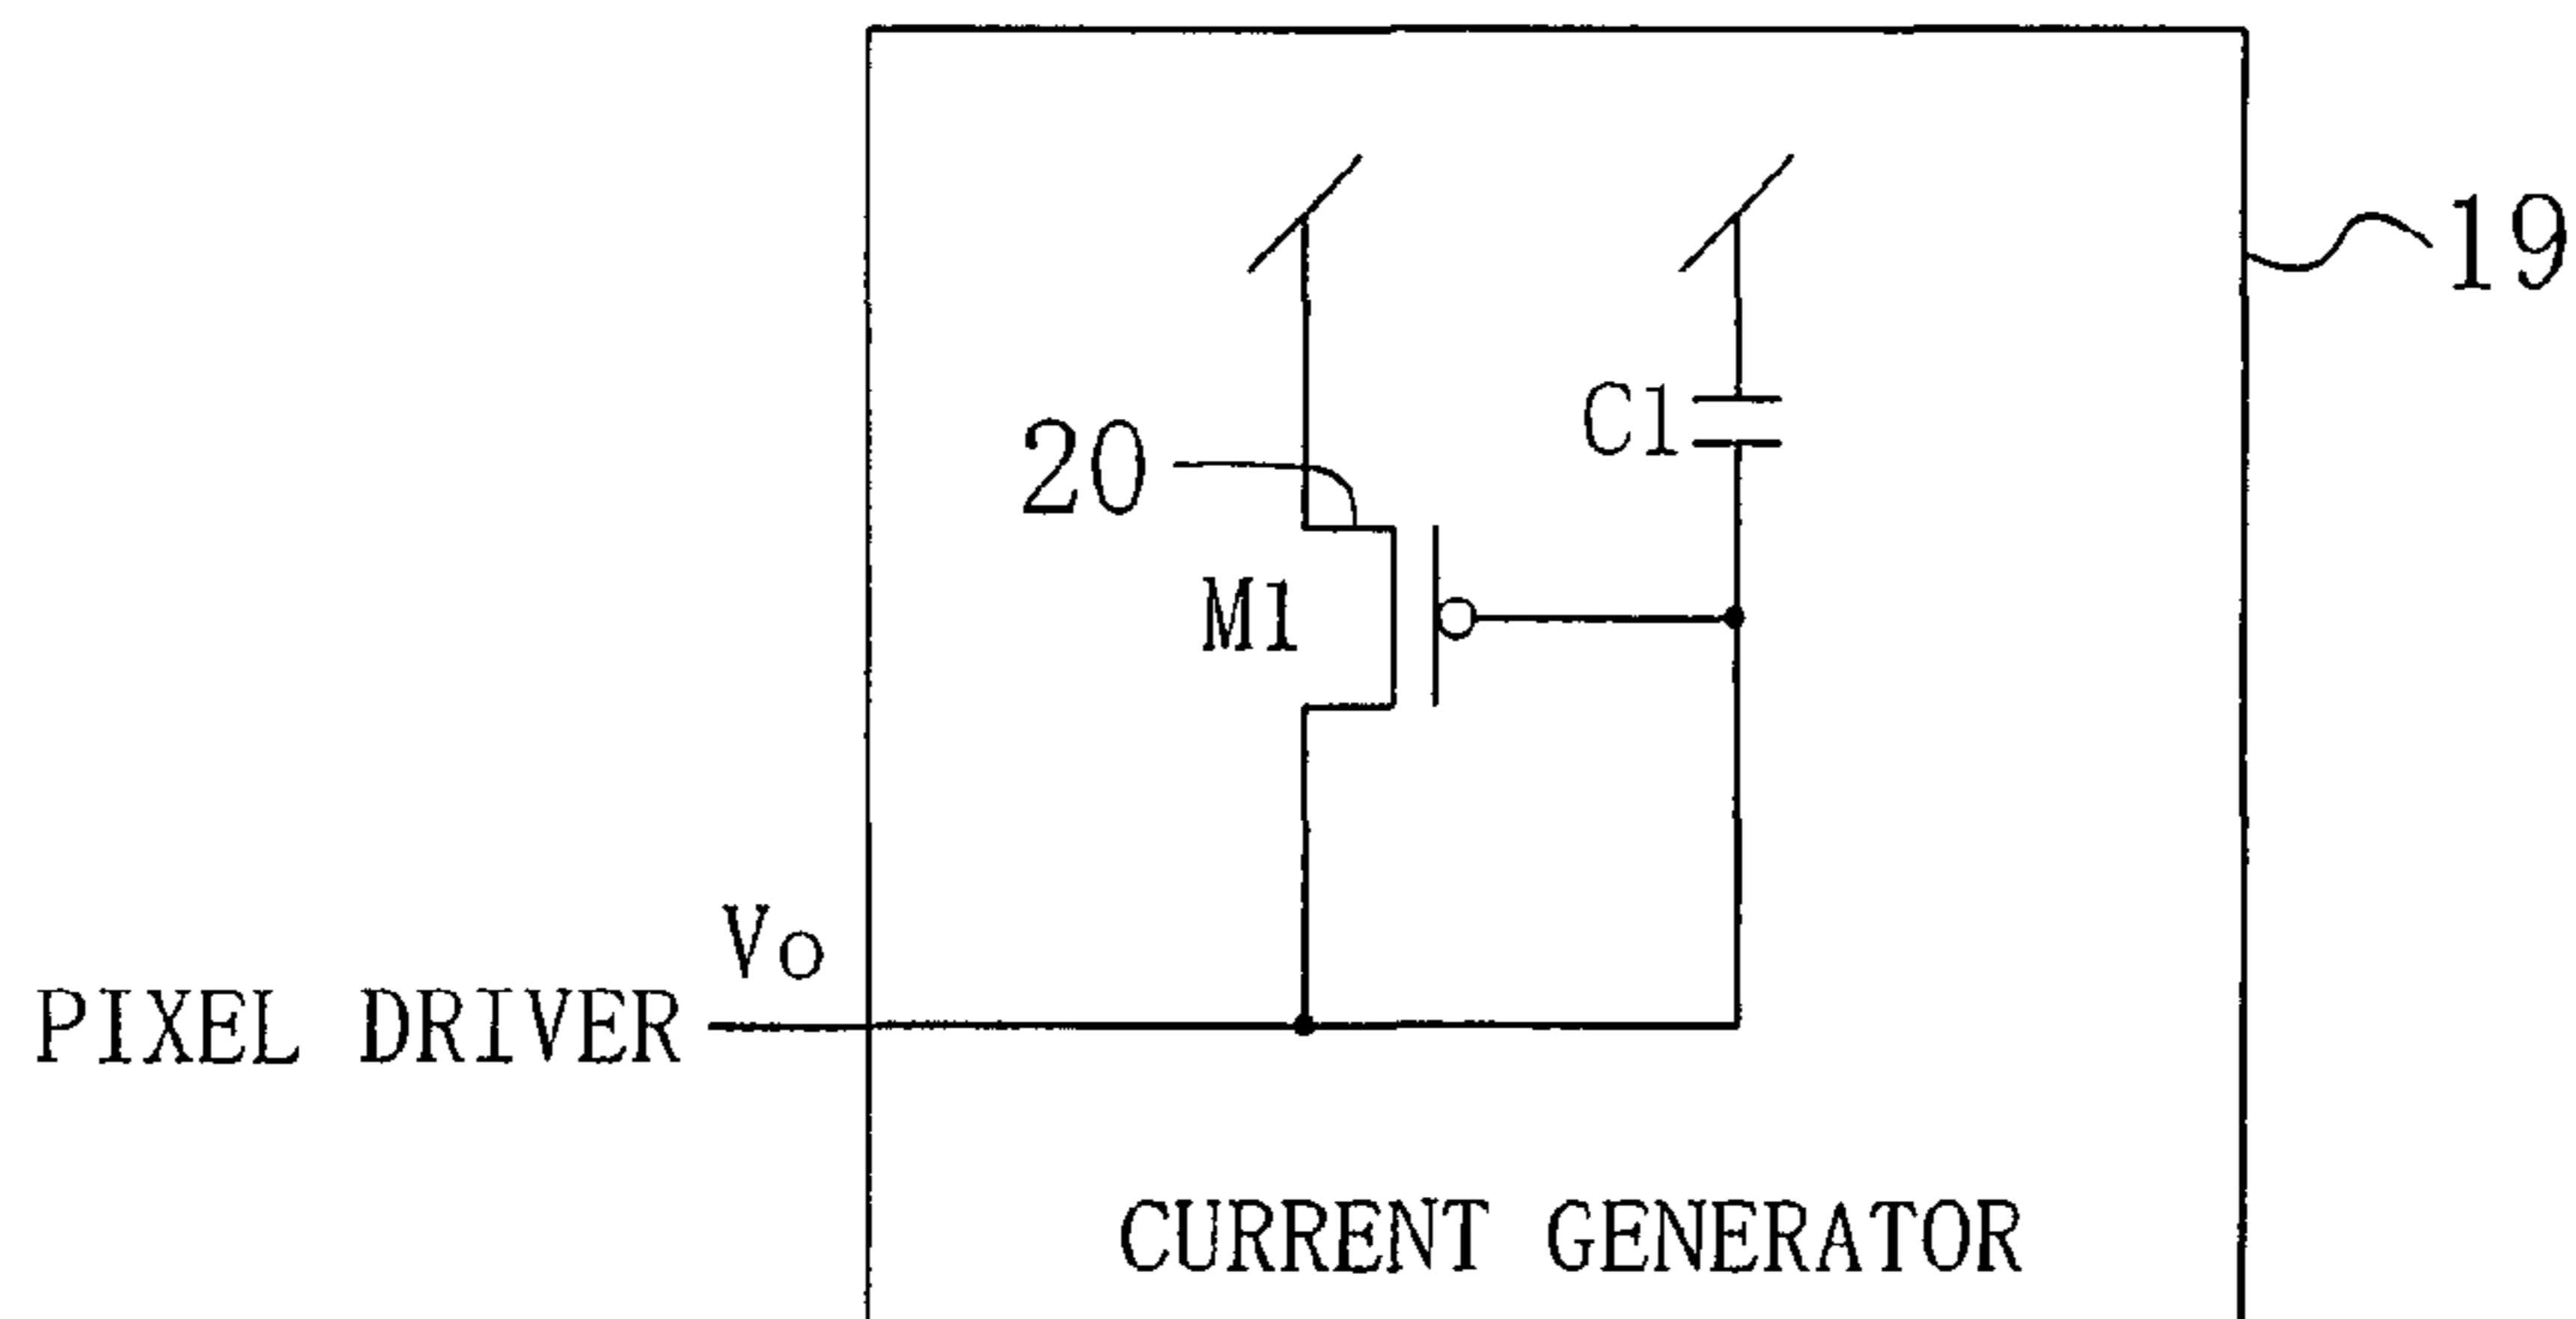 19
C1
20
M1
Vo
PIXEL DRIVER
CURRENT GENERATOR